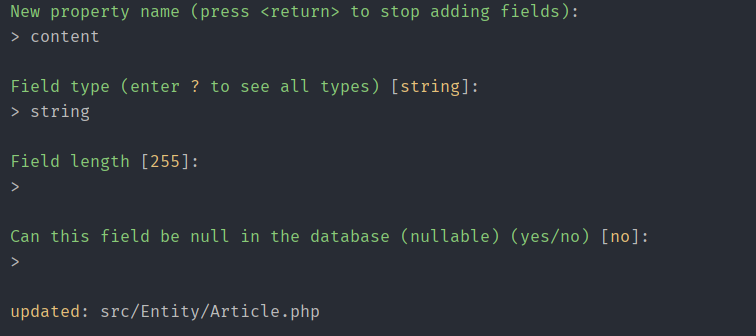 New property name (press <return> to stop adding fields):
> content
Field type (enter ? to see all types) [string]:
> string
Field length [255]:
>
Can this field be null in the database (nullable) (yes/no) [no]:
>
updated: src/Entity/Article.php